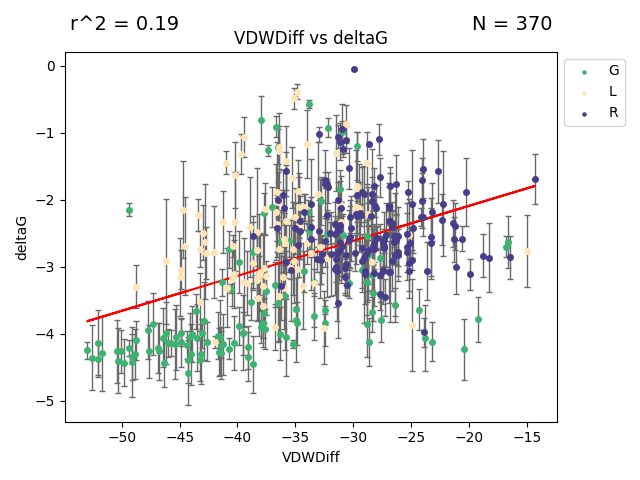 r^2 = 0.19 N = 370
VDWDiff vs deltaG
G
L
R
0
−1
−2
−3
−4
−5
deltaG
−50 −45 −40 −35 −30 −25 −20 −15
VDWDiff